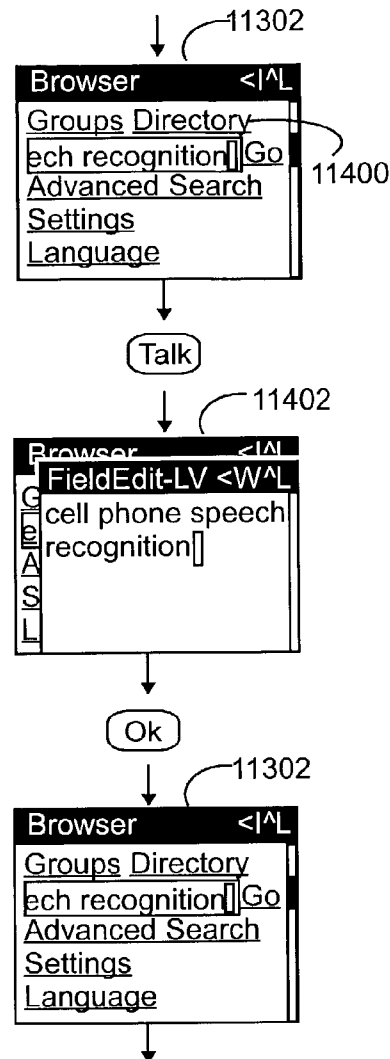 11302
Browser <I^L
Groups Directory
ech recognition Go
11400
Advanced Search
Settings
Language
Talk
11402
Browser <I^L
FieldEdit-LV <W^L
G
e cell phone speech
recognition
A
S
L
Ok
11302
Browser <I^L
Groups Directory
ech recognition Go
Advanced Search
Settings
Language